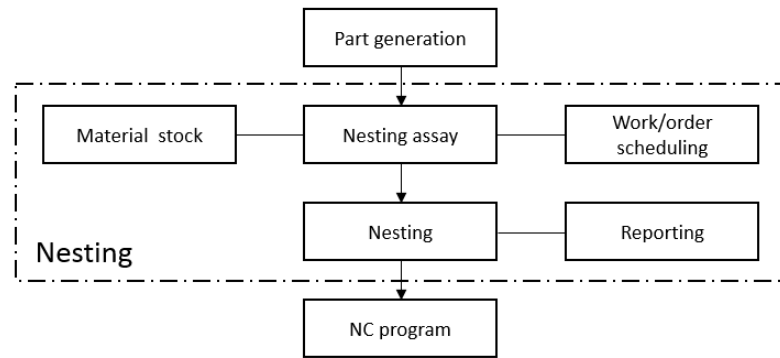 Part generation
Material stock
Nesting assay
Work/order
scheduling
Nesting
Reporting
Nesting
NC program